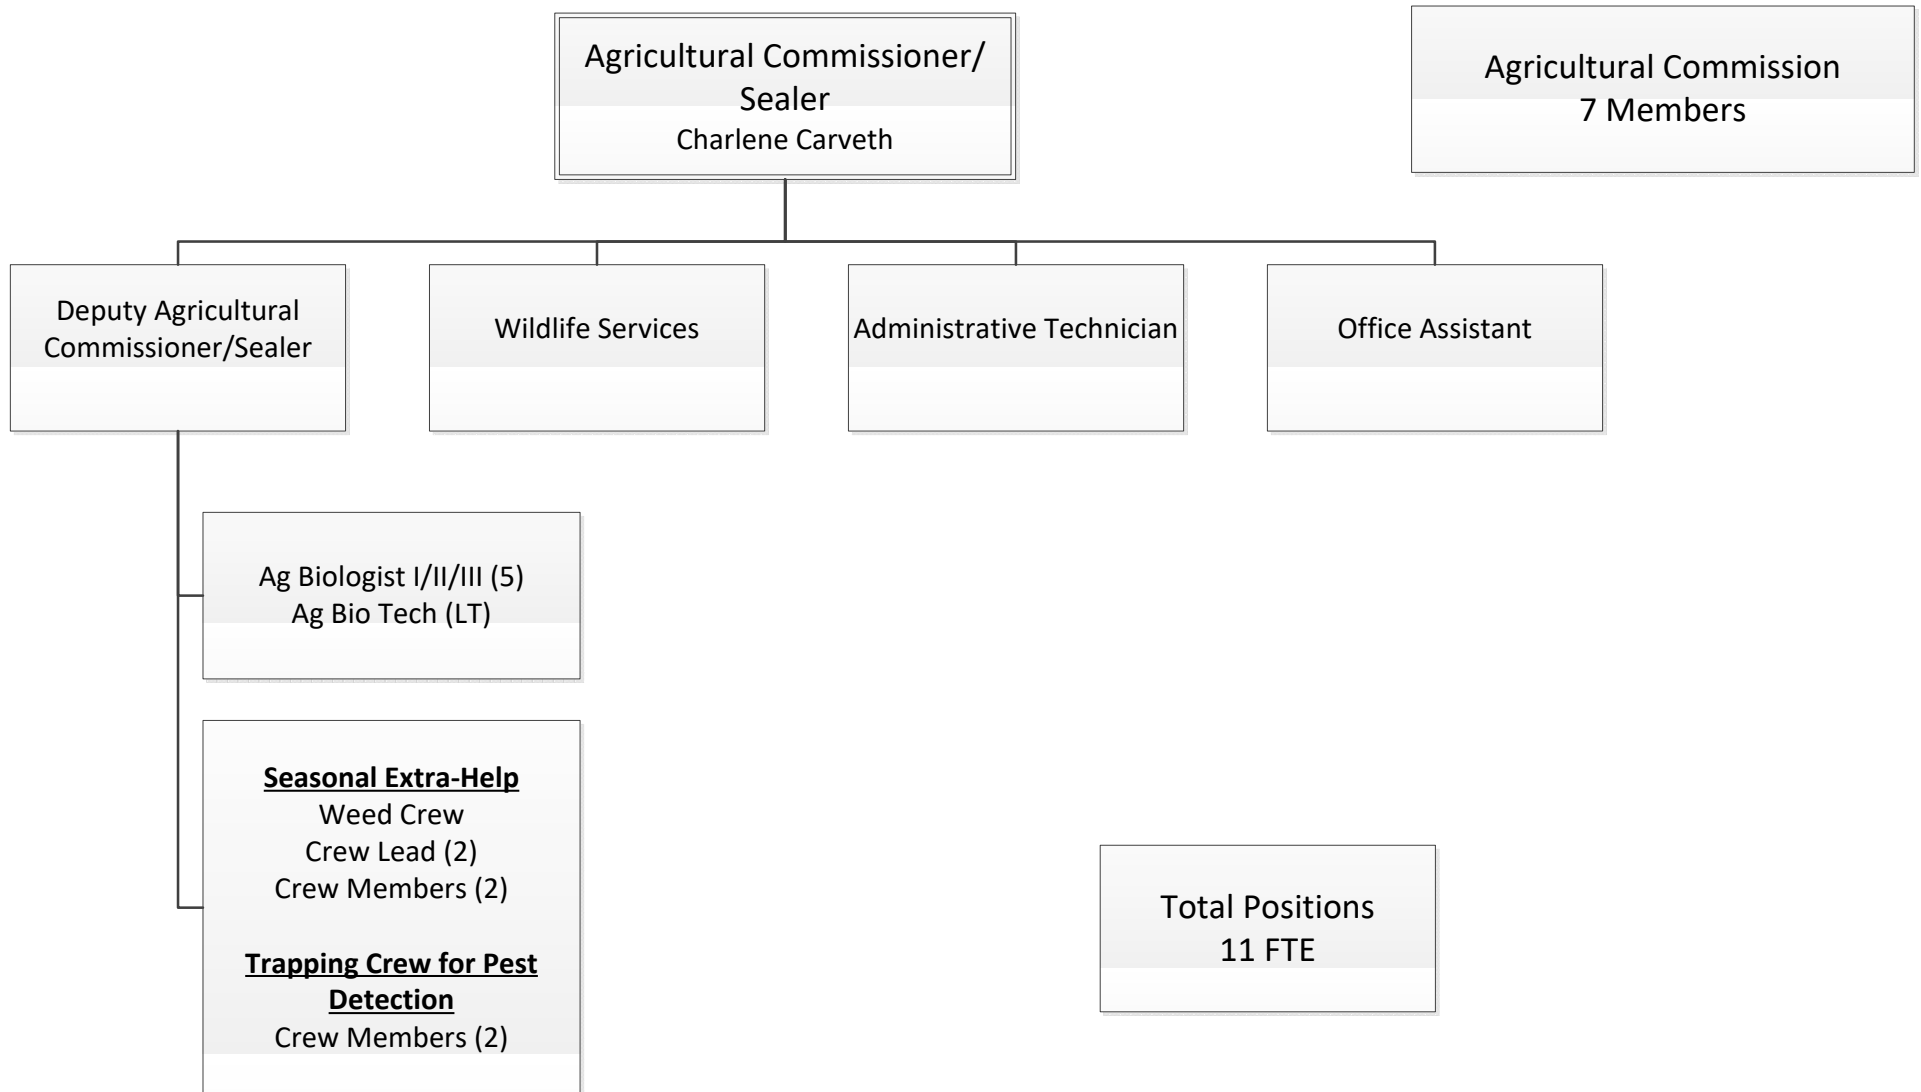 Agricultural Commissioner/
Sealer
Charlene Carveth
Agricultural Commission
7 Members
Deputy Agricultural
Commissioner/Sealer
Wildlife Services
Administrative Technician
Office Assistant
Ag Biologist I/II/III (5)
Ag Bio Tech (LT)
Seasonal Extra-Help
Weed Crew
Crew Lead (2)
Crew Members (2)
Trapping Crew for Pest
Detection
Crew Members (2)
Total Positions
11 FTE